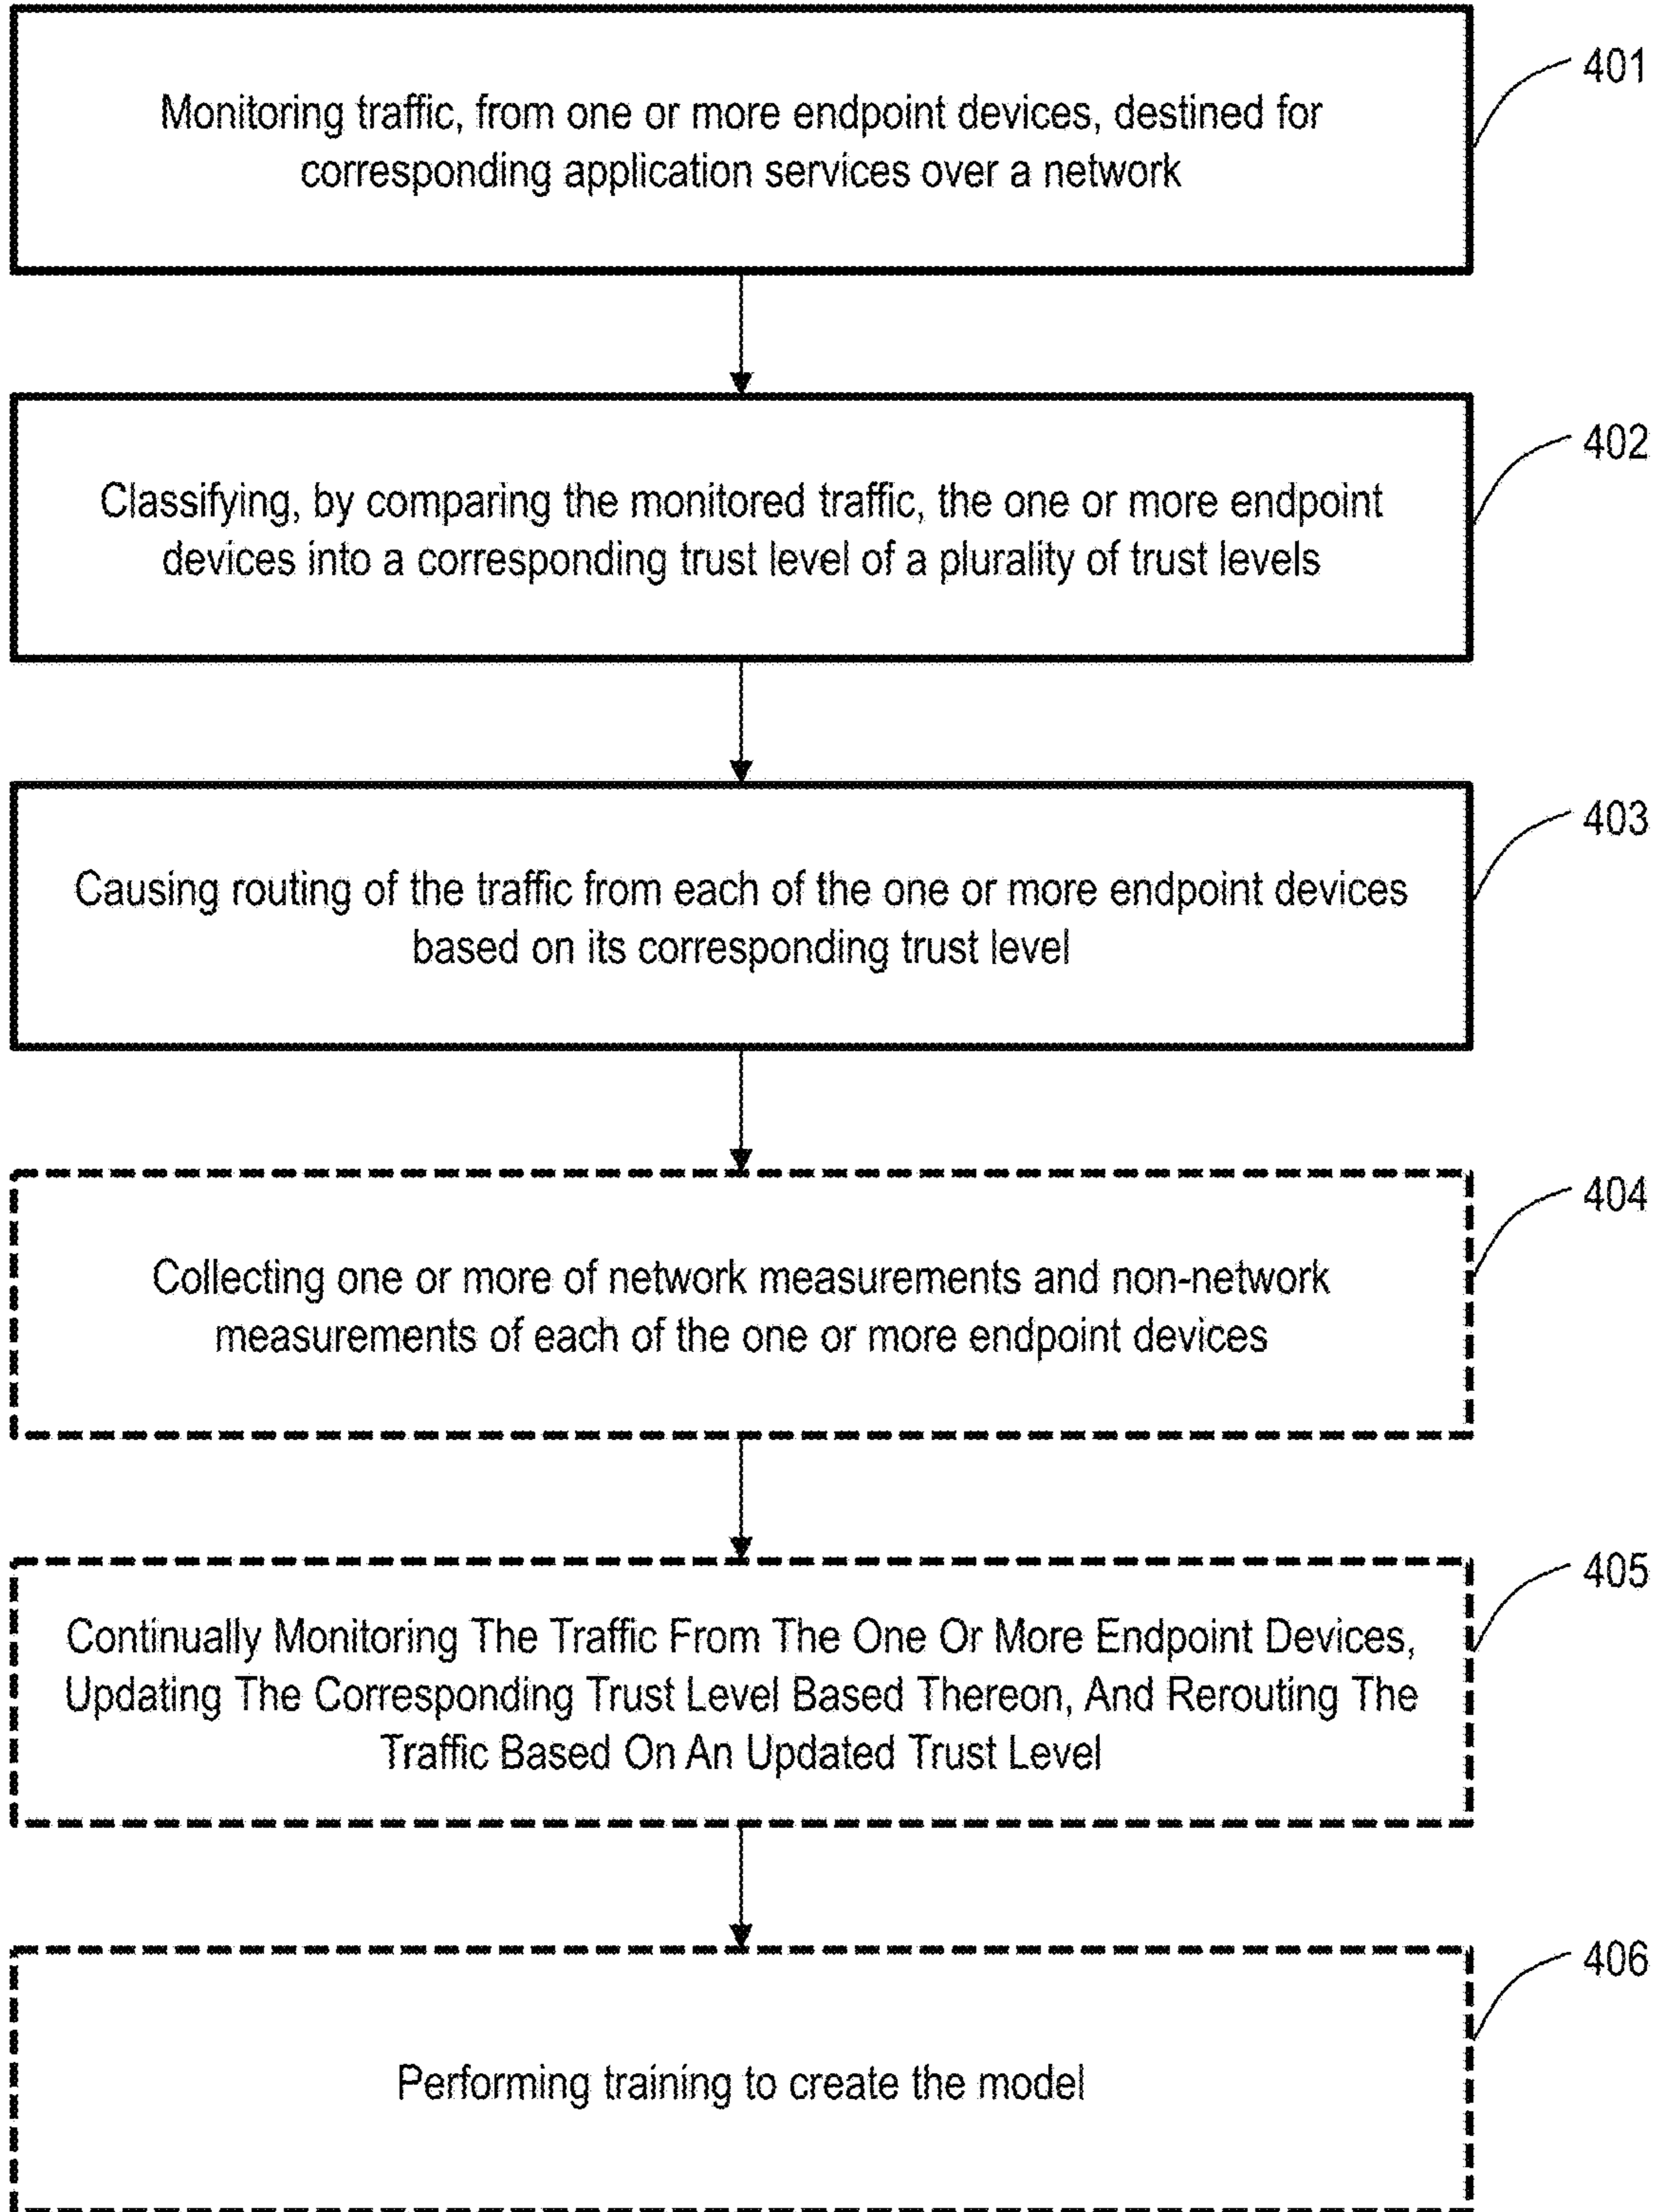 401
Monitoring traffic, from one or more endpoint devices, destined for
corresponding application services over a network
402
Classifying, by comparing the monitored traffic, the one or more endpoint
devices into a corresponding trust level of a plurality of trust levels
403
Causing routing of the traffic from each of the one or more endpoint devices
based on its corresponding trust level
404
Collecting one or more of network measurements and non-network
measurements of each of the one or more endpoint devices
405
Continually Monitoring The Traffic From The One Or More Endpoint Devices,
Updating The Corresponding Trust Level Based Thereon, And Rerouting The
Traffic Based On An Updated Trust Level
406
Performing training to create the model